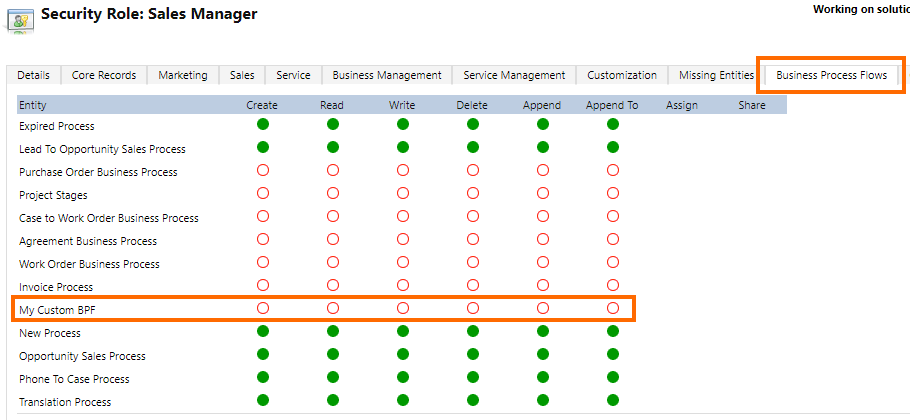 Security Role: Sales Manager
Working on solutio
Details Core Records Marketing Sales Service Business Management Service Management Customization Missing Entities Business Process Flows
Entity Create Read Write Delete Append Append To Assign Share
Expired Process
Lead To Opportunity Sales Process
Purchase Order Business Process
Project Stages
Case to Work Order Business Process
Agreement Business Process
Work Order Business Process
Invoice Process
My Custom BPF
New Process
Opportunity Sales Process
Phone To Case Process
Translation Process